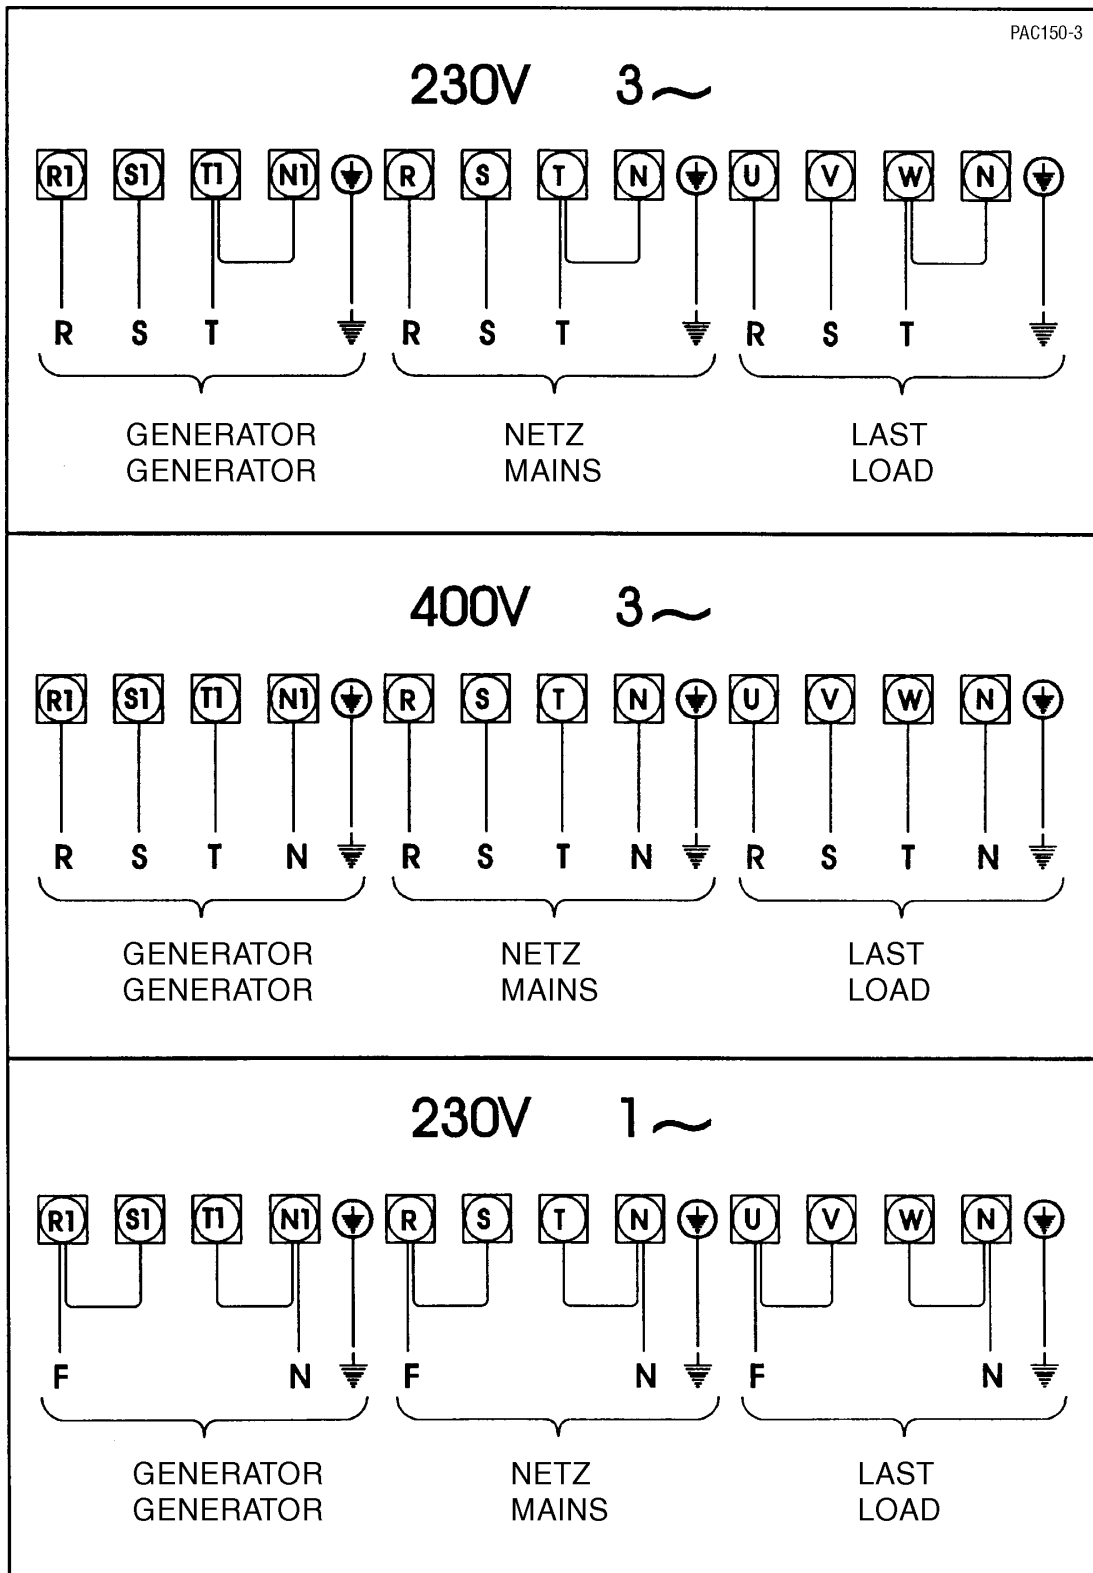 PAC150-3
230V 3~
R1 S1 T1 N1 R S T N U V W N
R S T R S T R S T
GENERATOR NETZ LAST
GENERATOR MAINS LOAD
400V 3~
R1 S1 T1 N1 R S T N U V W N
R S T N R S T N R S T N
GENERATOR NETZ LAST
GENERATOR MAINS LOAD
230V 1~
R1 S1 T1 N1 R S T N U V W N
F N F N F N
GENERATOR NETZ LAST
GENERATOR MAINS LOAD